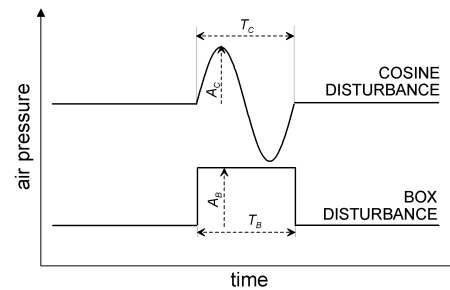 T_C
A_C
COSINE
DISTURBANCE
air pressure
A_B
T_B
BOX
DISTURBANCE
time